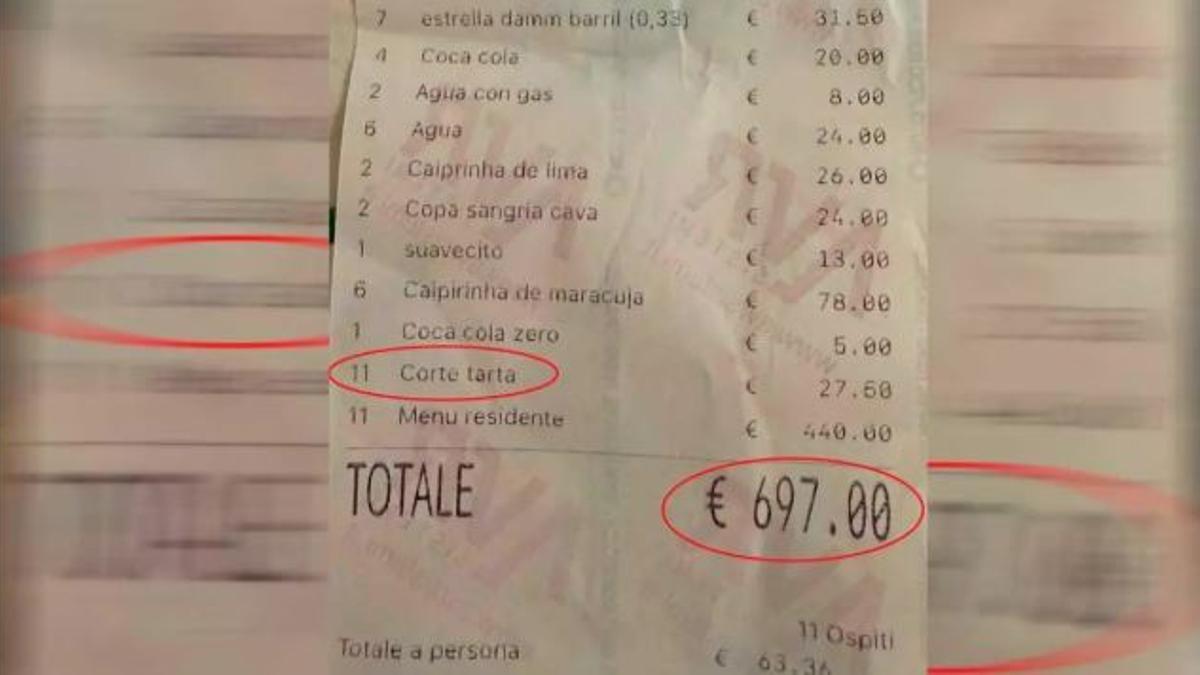 7 estrella damm barril (0,33) € 31.50
4 Coca cola € 20.00
2 Agua con gas € 8.00
6 Agua € 24.00
2 Caiprinha de lima € 26.00
2 Copa sangria cava € 24.00
1 suavecito € 13.00
6 Caipirinha de maracuja € 78.00
1 Coca cola zero € 5.00
11 Corte tarta € 27.50
11 Menu residente € 440.00
TOTALE € 697.00
11 Ospiti
Totale a persona € 63.36